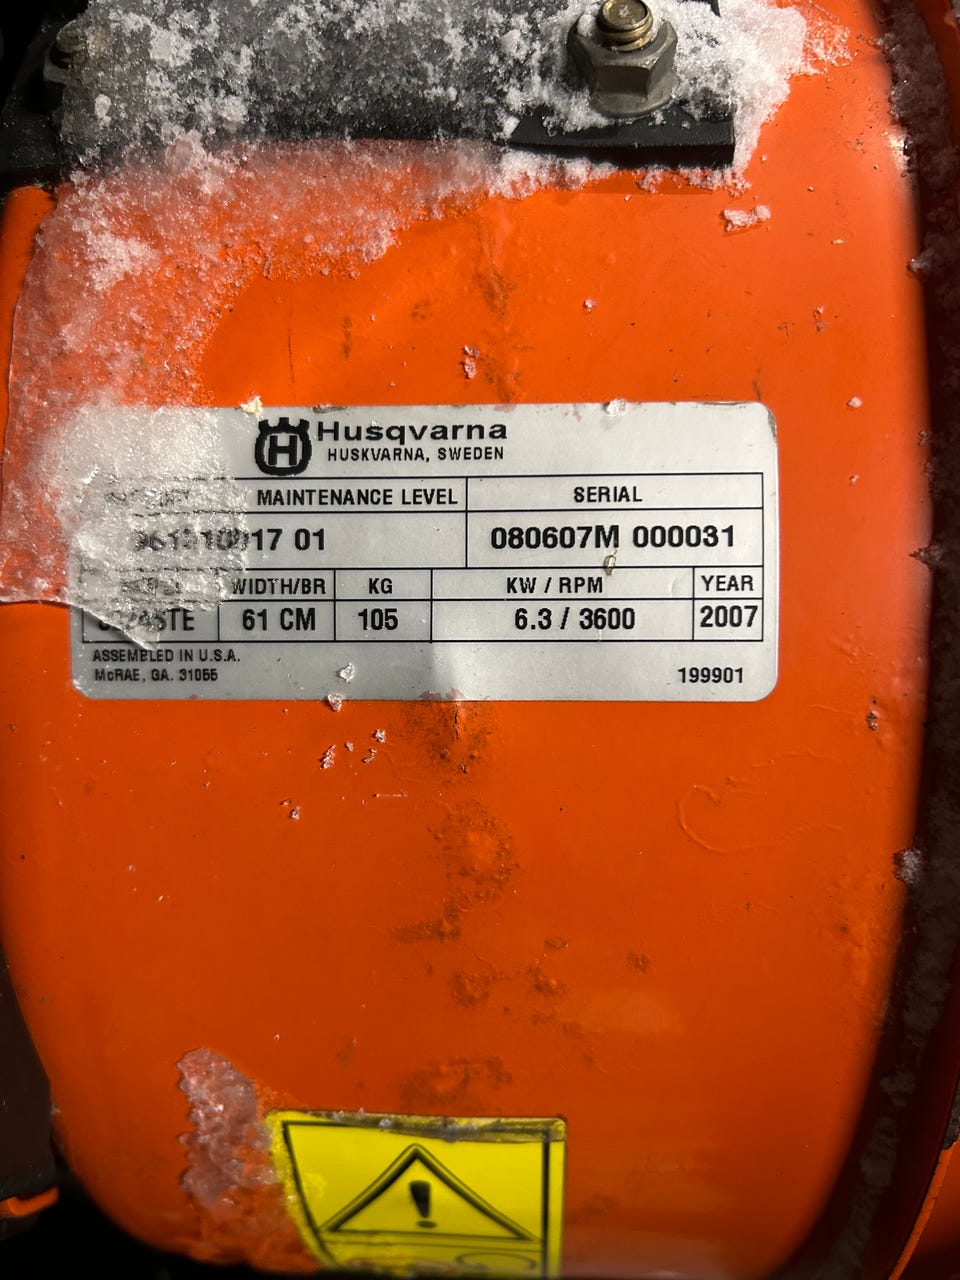 Husqvarna
HUSKVARNA, SWEDEN
MAINTENANCE LEVEL SERIAL
01 080607M 000031
WIDTH/BR KG KW / RPM YEAR
61 CM 105 6.3 / 3600 2007
ASSEMBLED IN U.S.A.
McRAE, GA. 31055 199901